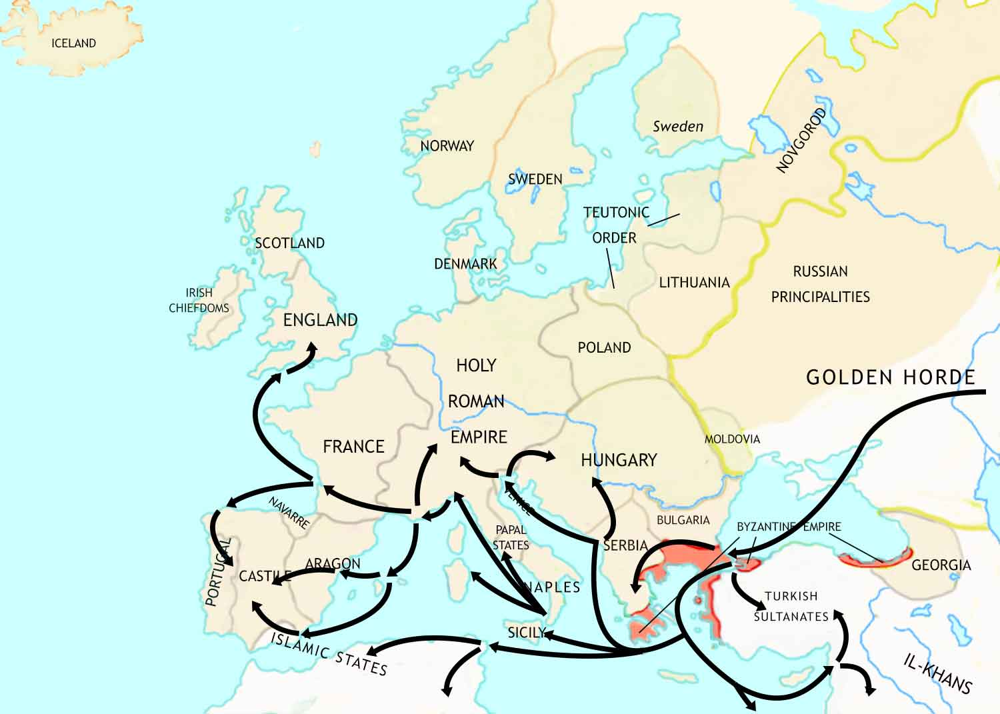 ICELAND
NORWAY
Sweden
SWEDEN
NOVGOROD
TEUTONIC
ORDER
SCOTLAND
DENMARK
LITHUANIA
RUSSIAN
PRINCIPALITIES
IRISH
CHIEFDOMS
ENGLAND
POLAND
HOLY
ROMAN
EMPIRE
GOLDEN HORDE
FRANCE
MOLDOVIA
HUNGARY
NAVARRE
VENICE
BULGARIA
BYZANTINE EMPIRE
PAPAL
STATES
SERBIA
PORTUGAL
CASTILE
ARAGON
NAPLES
GEORGIA
TURKISH
SULTANATES
SICILY
ISLAMIC STATES
IL-KHANS